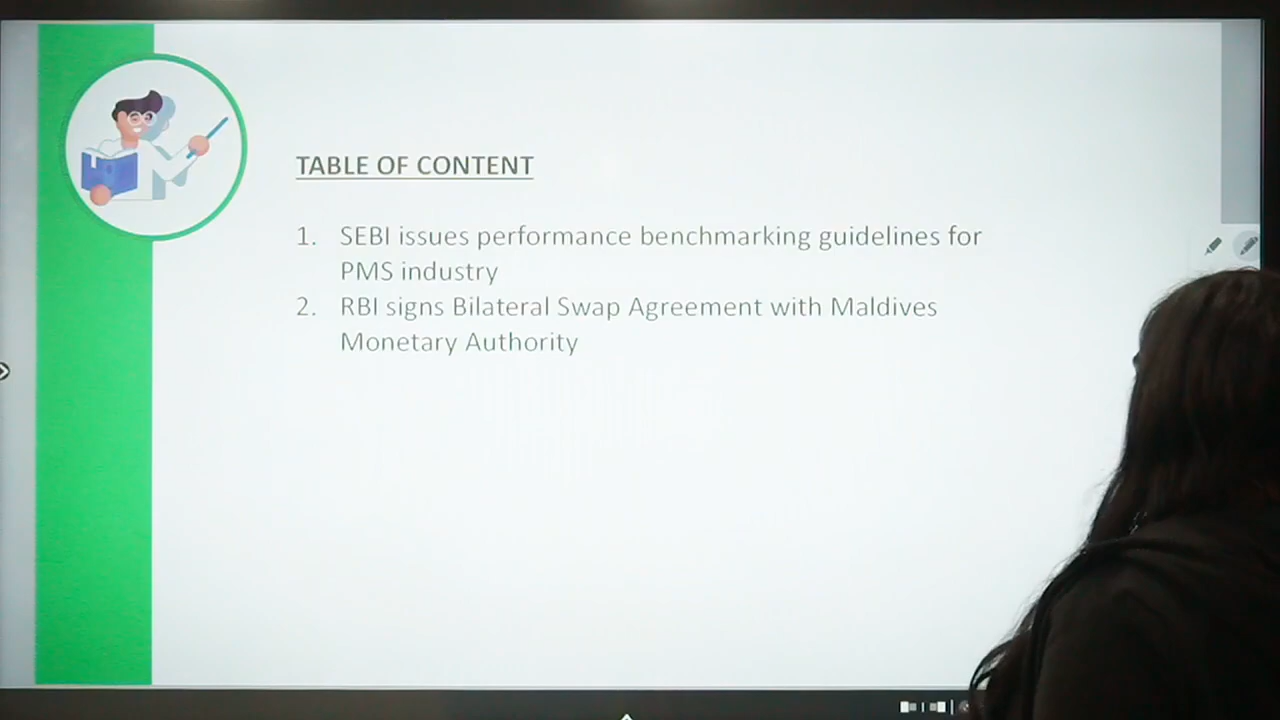 TABLE OF CONTENT
1. SEBI issues performance benchmarking guidelines for
PMS industry
2. RBI signs Bilateral Swap Agreement with Maldives
Monetary Authority